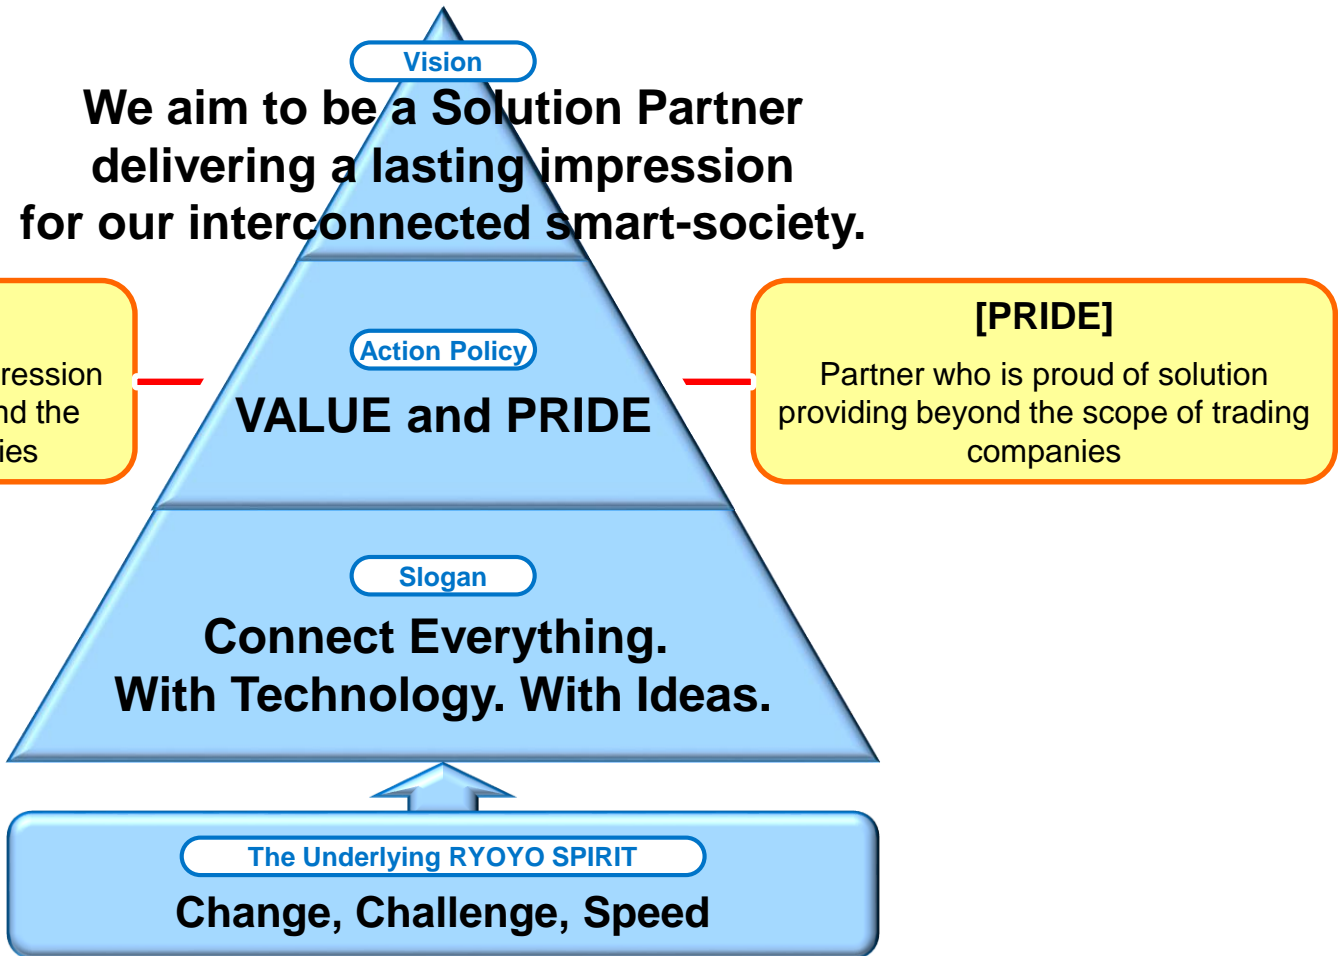 Vision
We aim to be a Solution Partner
delivering a lasting impression
for our interconnected smart-society.
nd the
Action Policy
VALUE and PRIDE
[PRIDE]
Partner who is proud of solution
providing beyond the scope of trading
companies
Slogan
Connect Everything.
With Technology. With Ideas.
The Underlying RYOYO SPIRIT
Change, Challenge, Speed